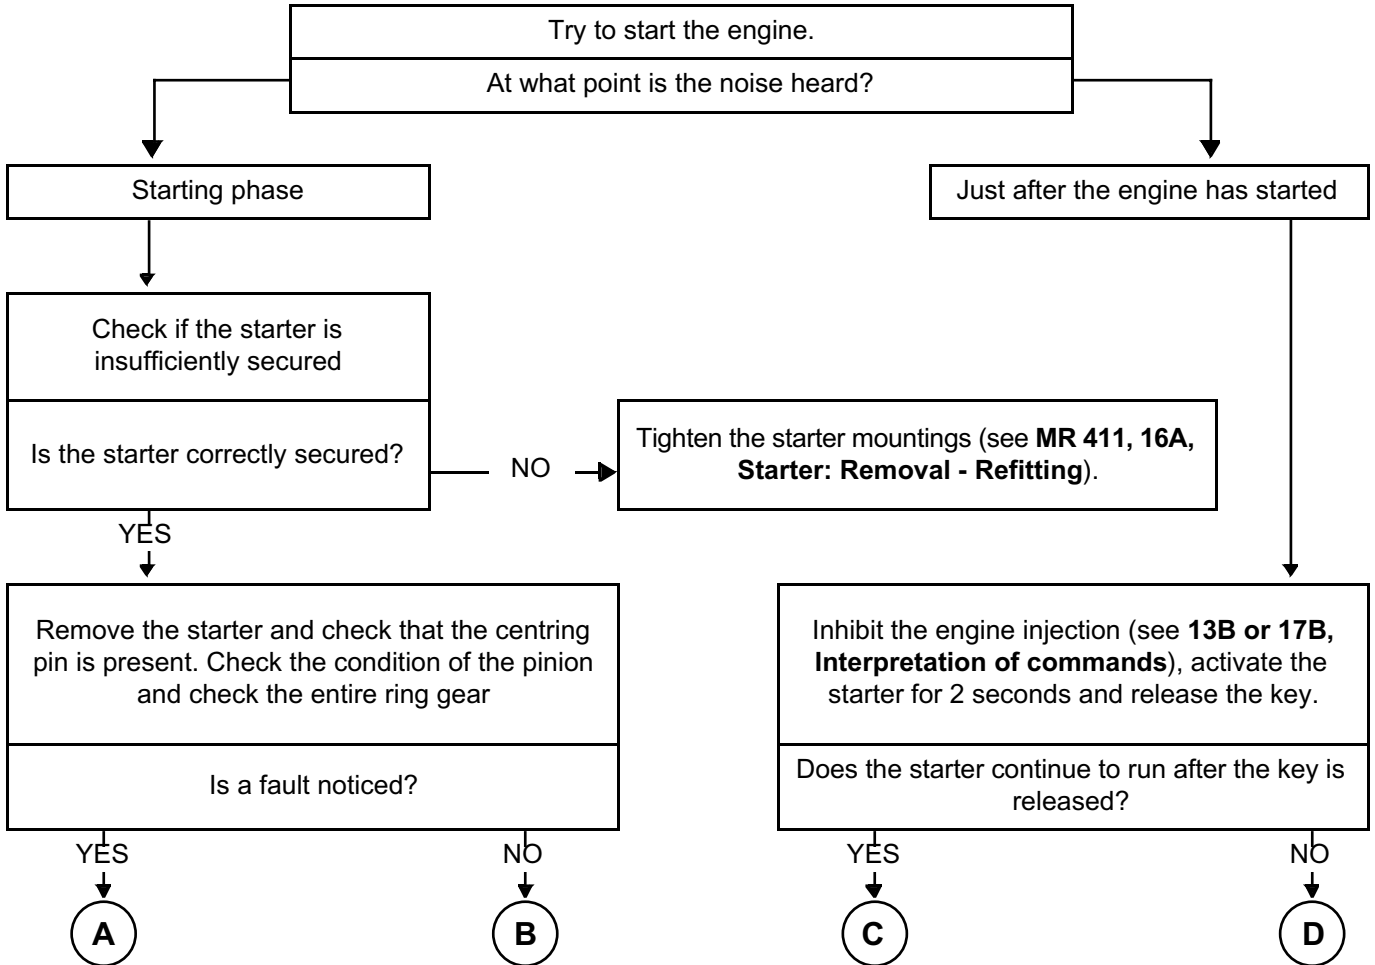 Try to start the engine.
At what point is the noise heard?
Starting phase
Just after the engine has started
Check if the starter is
insufficiently secured
Is the starter correctly secured?
NO
Tighten the starter mountings (see MR 411, 16A,
Starter: Removal - Refitting).
YES
Remove the starter and check that the centring
pin is present. Check the condition of the pinion
and check the entire ring gear
Is a fault noticed?
Inhibit the engine injection (see 13B or 17B,
Interpretation of commands), activate the
starter for 2 seconds and release the key.
Does the starter continue to run after the key is
released?
YES
NO
YES
NO
A
B
C
D